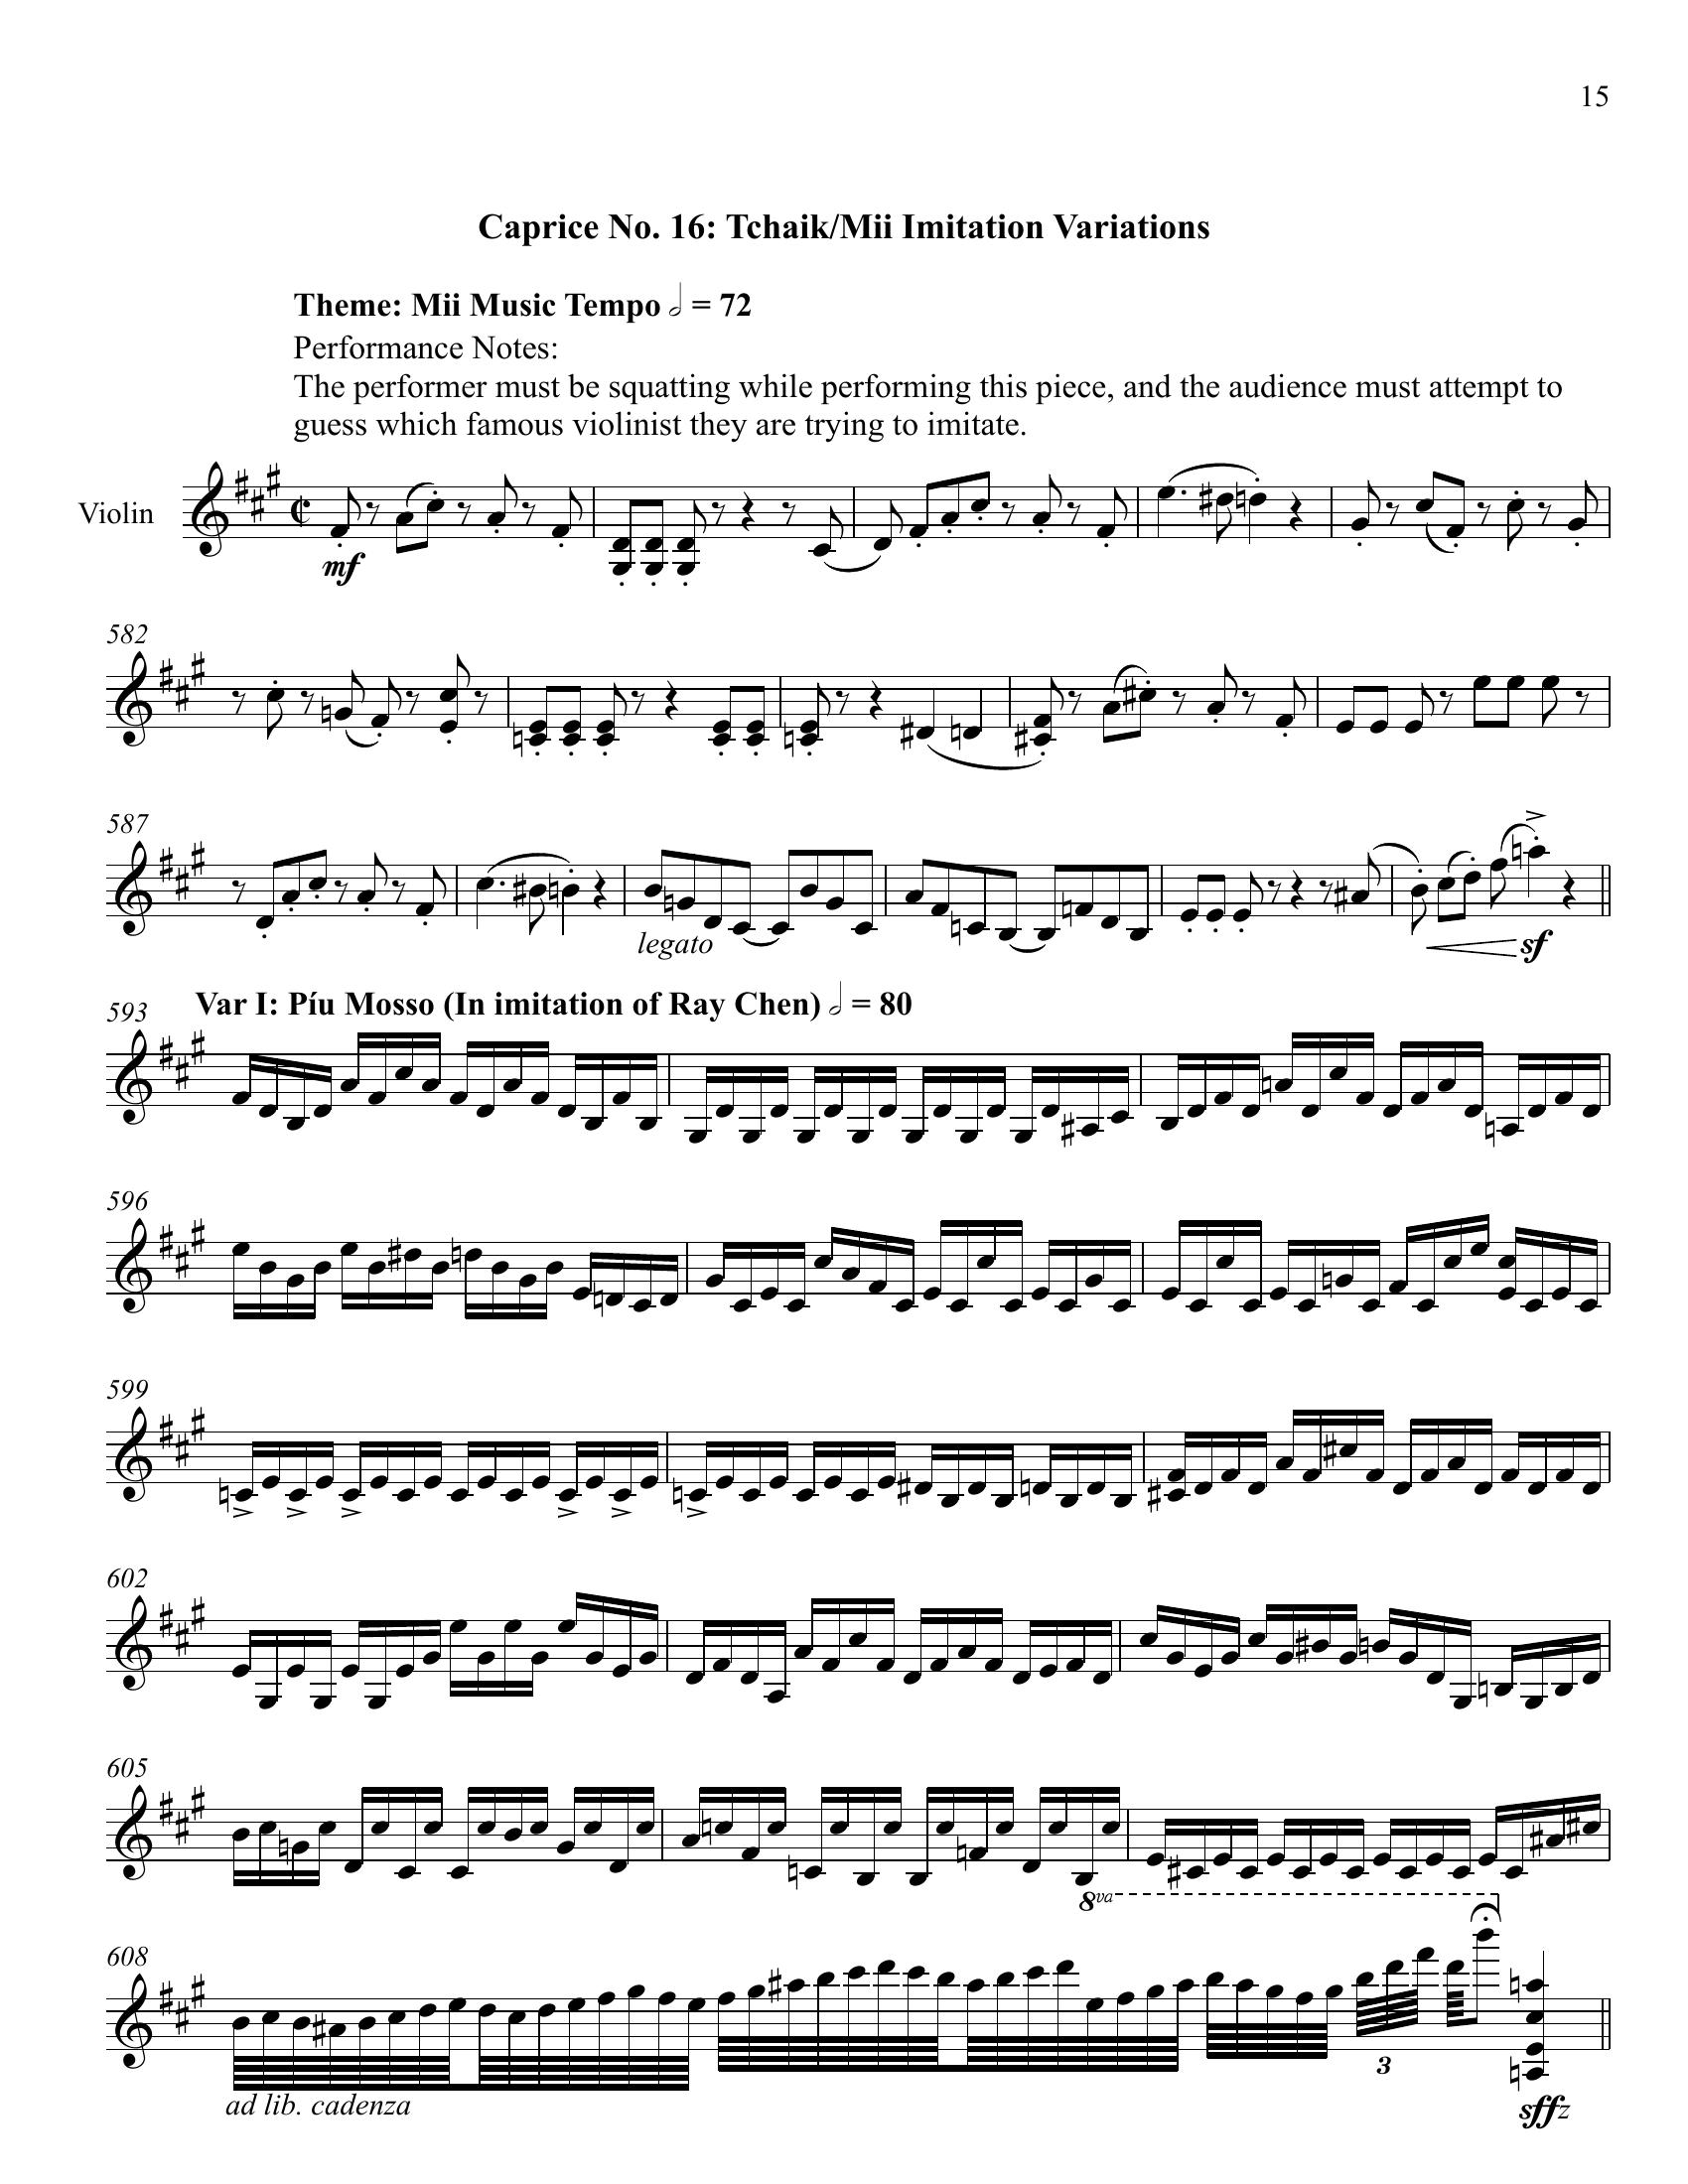 15
Caprice No. 16: Tchaik/Mii Imitation Variations
Theme: Mii Music Tempo 𝅗𝅥 = 72
Performance Notes:
The performer must be squatting while performing this piece, and the audience must attempt to
guess which famous violinist they are trying to imitate.
Violin
mf
582
587
legato
sf
593
Var I: Píu Mosso (In imitation of Ray Chen) 𝅗𝅥 = 80
596
599
602
605
8va
608
3
ad lib. cadenza
sffz